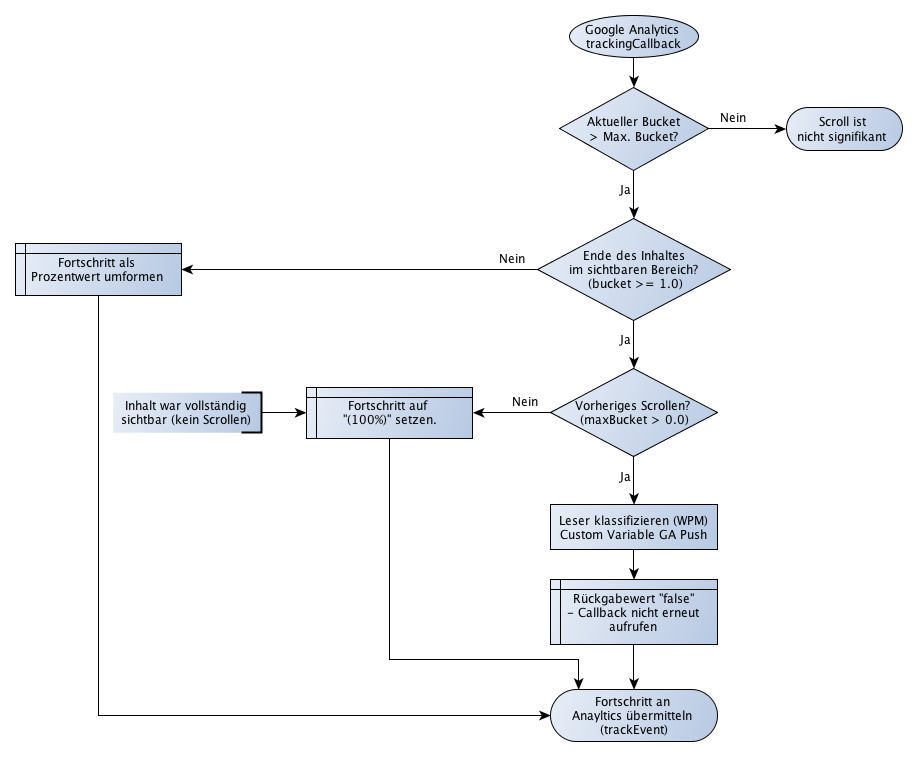 Google Analytics
trackingCallback
Aktueller Bucket
> Max. Bucket?
Nein
Scroll ist
nicht signifikant
Ja
Ende des Inhaltes
im sichtbaren Bereich?
(bucket >= 1.0)
Nein
Fortschritt als
Prozentwert umformen
Ja
Vorheriges Scrollen?
(maxBucket > 0.0)
Nein
Fortschritt auf
"(100%)" setzen.
Inhalt war vollständig
sichtbar (kein Scrollen)
Ja
Leser klassifizieren (WPM)
Custom Variable GA Push
Rückgabewert "false"
- Callback nicht erneut
aufrufen
Fortschritt an
Anayltics übermitteln
(trackEvent)